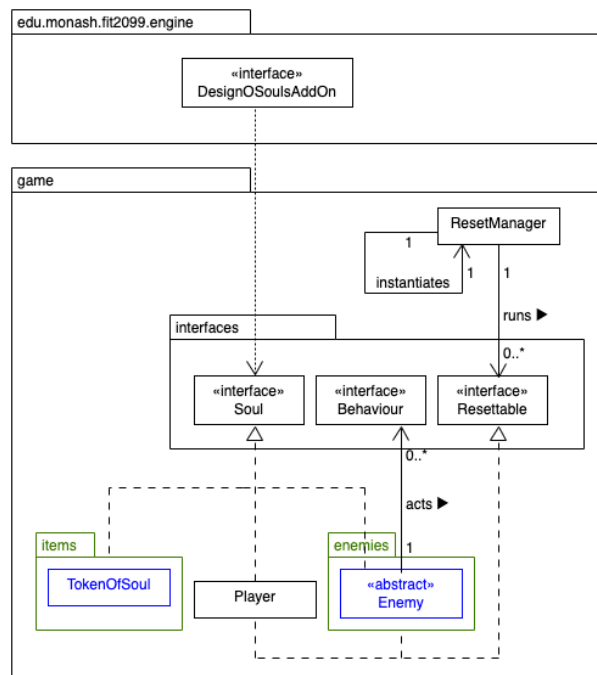 edu.monash.fit2099.engine
«interface»
DesignOSoulsAddOn
game
ResetManager
1
instantiates
1
1
runs ▶
interfaces
0..*
«interface»
Soul
«interface»
Behaviour
«interface»
Resettable
0..*
acts ▶
items
enemies
1
TokenOfSoul
Player
«abstract»
Enemy